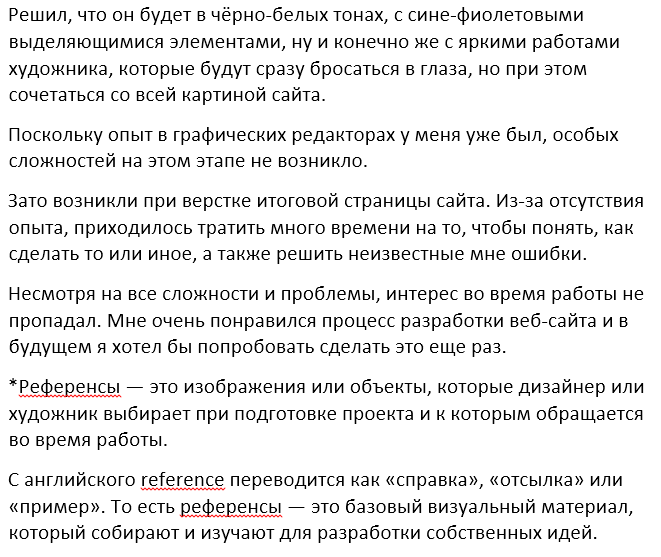 Решил, что он будет в чёрно-белых тонах, с сине-фиолетовыми
выделяющимися элементами, ну и конечно же с яркими работами
художника, которые будут сразу бросаться в глаза, но при этом
сочетаться со всей картиной сайта.
Поскольку опыт в графических редакторах у меня уже был, особых
сложностей на этом этапе не возникло.
Зато возникли при верстке итоговой страницы сайта. Из-за отсутствия
опыта, приходилось тратить много времени на то, чтобы понять, как
сделать то или иное, а также решить неизвестные мне ошибки.
Несмотря на все сложности и проблемы, интерес во время работы не
пропадал. Мне очень понравился процесс разработки веб-сайта и в
будущем я хотел бы попробовать сделать это еще раз.
*Референсы — это изображения или объекты, которые дизайнер или
художник выбирает при подготовке проекта и к которым обращается
во время работы.
С английского reference переводится как «справка», «отсылка» или
«пример». То есть референсы — это базовый визуальный материал,
который собирают и изучают для разработки собственных идей.